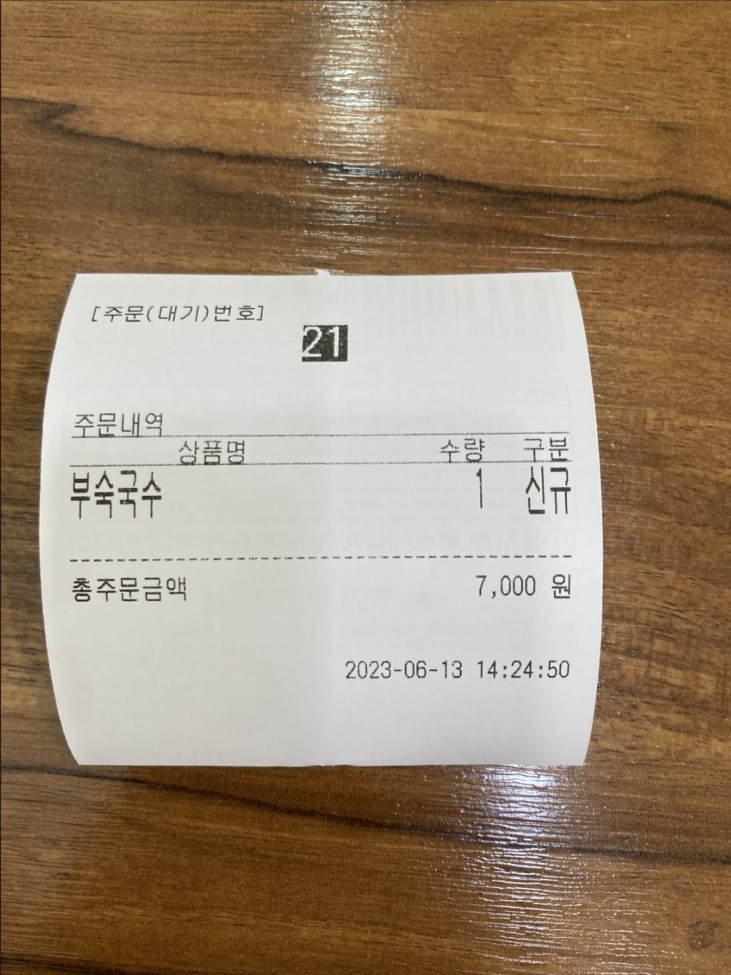 [주문(대기)번호]
21
주문내역
상품명 수량 구분
부숙국수 1 신규
총주문금액 7,000 원
2023-06-13 14:24:50